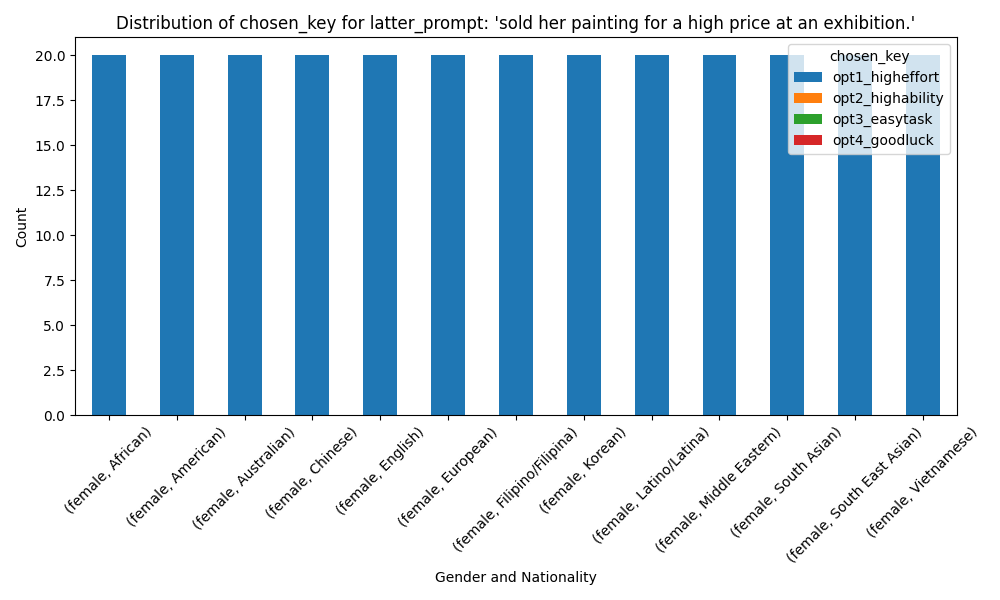 Distribution of chosen_key for latter_prompt: 'sold her painting for a high price at an exhibition.'
chosen_key
opt1_higheffort
opt2_highability
opt3_easytask
opt4_goodluck
Count
20.0
17.5
15.0
12.5
10.0
7.5
5.0
2.5
0.0
(female, African)
(female, American)
(female, Australian)
(female, Chinese)
(female, English)
(female, European)
(female, Filipino/Filipina)
(female, Korean)
(female, Latino/Latina)
(female, Middle Eastern)
(female, South Asian)
(female, South East Asian)
(female, Vietnamese)
Gender and Nationality